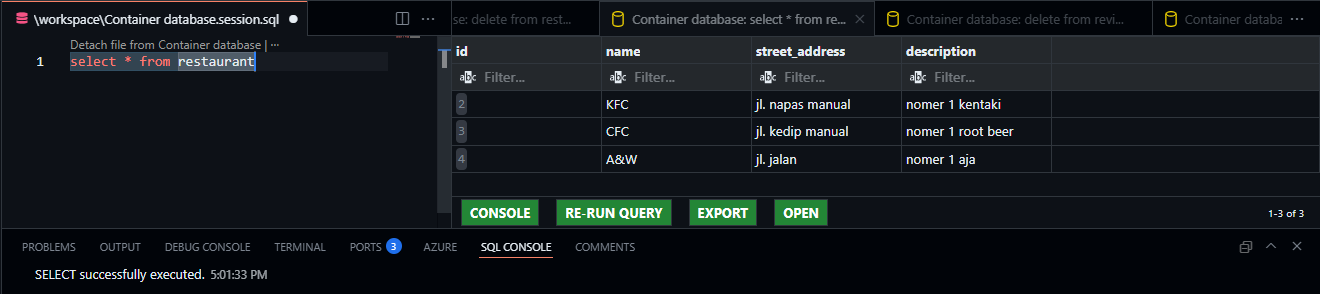 \workspace\Container database.session.sql
se: delete from rest...
Container database: select * from re...
Container database: delete from revi...
Container databa
Detach file from Container database | ...
1 select * from restaurant
id name street_address description
abc Filter... abc Filter... abc Filter... abc Filter...
2 KFC jl. napas manual nomer 1 kentaki
3 CFC jl. kedip manual nomer 1 root beer
4 A&W jl. jalan nomer 1 aja
CONSOLE RE-RUN QUERY EXPORT OPEN 1-3 of 3
PROBLEMS OUTPUT DEBUG CONSOLE TERMINAL PORTS 3 AZURE SQL CONSOLE COMMENTS
SELECT successfully executed. 5:01:33 PM